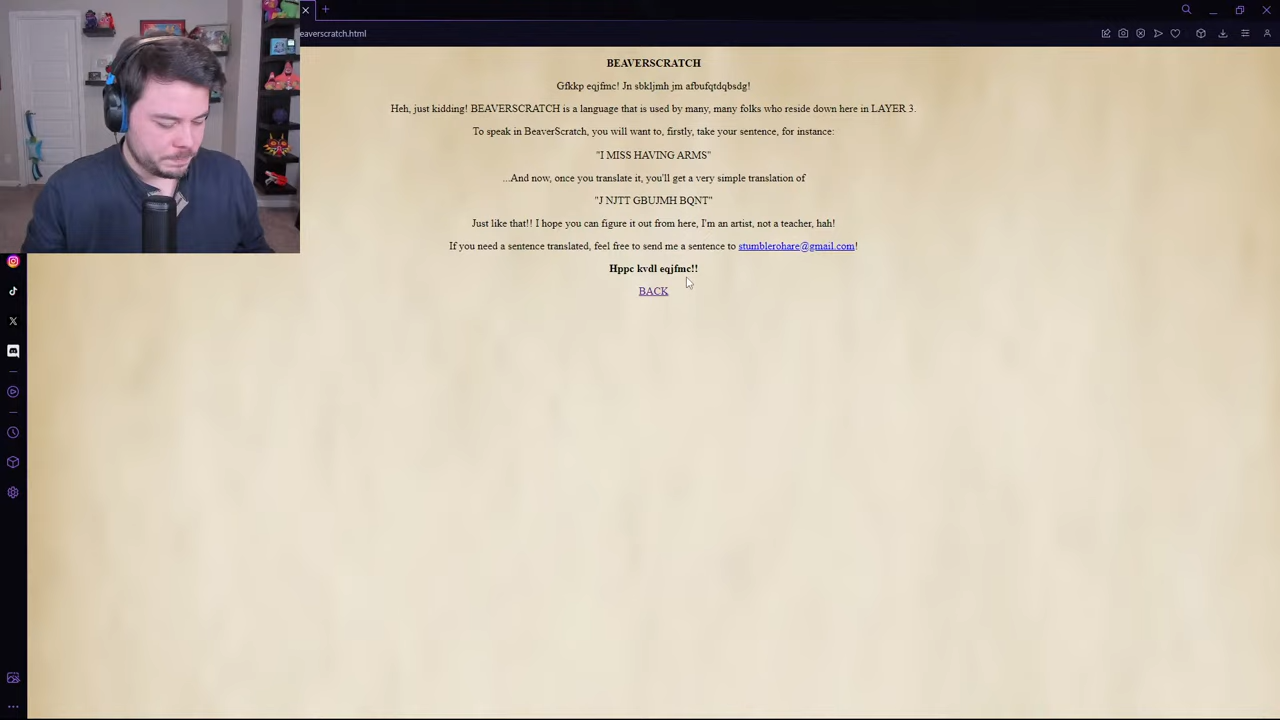 eaverscratch.html
BEAVERSCRATCH
Gfkkp eqjfmc! Jn sbkljmh jm afbufqtdqbsdg!
Heh, just kidding! BEAVERSCRATCH is a language that is used by many, many folks who reside down here in LAYER 3.
To speak in BeaverScratch, you will want to, firstly, take your sentence, for instance:
"I MISS HAVING ARMS"
...And now, once you translate it, you'll get a very simple translation of
"J NJTT GBUJMH BQNT"
Just like that!! I hope you can figure it out from here, I'm an artist, not a teacher, hah!
If you need a sentence translated, feel free to send me a sentence to stumblerohare@gmail.com!
Hppc kvdl eqjfmc!!
BACK